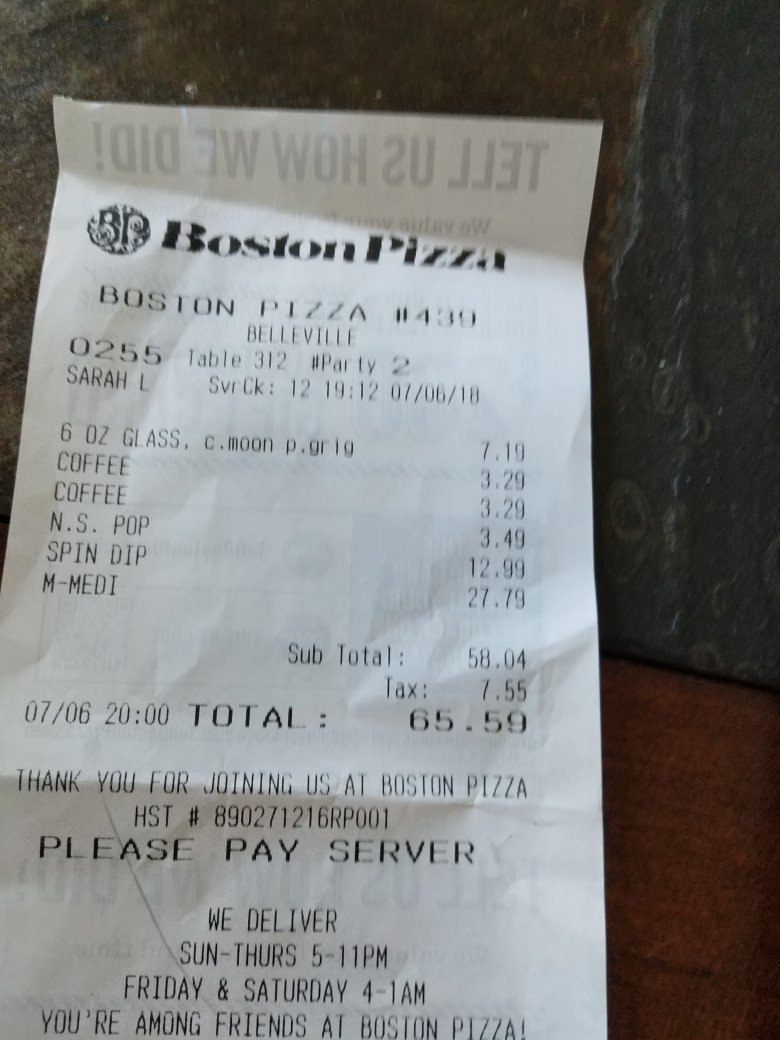 TELL US HOW WE DID!
We value your
BP Boston Pizza
BOSTON PIZZA #439
BELLEVILLE
0255 Table 312 #Party 2
SARAH L SvrCk: 12 19:12 07/06/18
6 OZ GLASS, c.moon p.grig 7.19
COFFEE 3.29
COFFEE 3.29
N.S. POP 3.49
SPIN DIP 12.99
M-MEDI 27.79
Sub Total: 58.04
Tax: 7.55
07/06 20:00 TOTAL: 65.59
THANK YOU FOR JOINING US AT BOSTON PIZZA
HST # 890271216RP001
PLEASE PAY SERVER
WE DELIVER
SUN-THURS 5-11PM
FRIDAY & SATURDAY 4-1AM
YOU'RE AMONG FRIENDS AT BOSTON PIZZA!